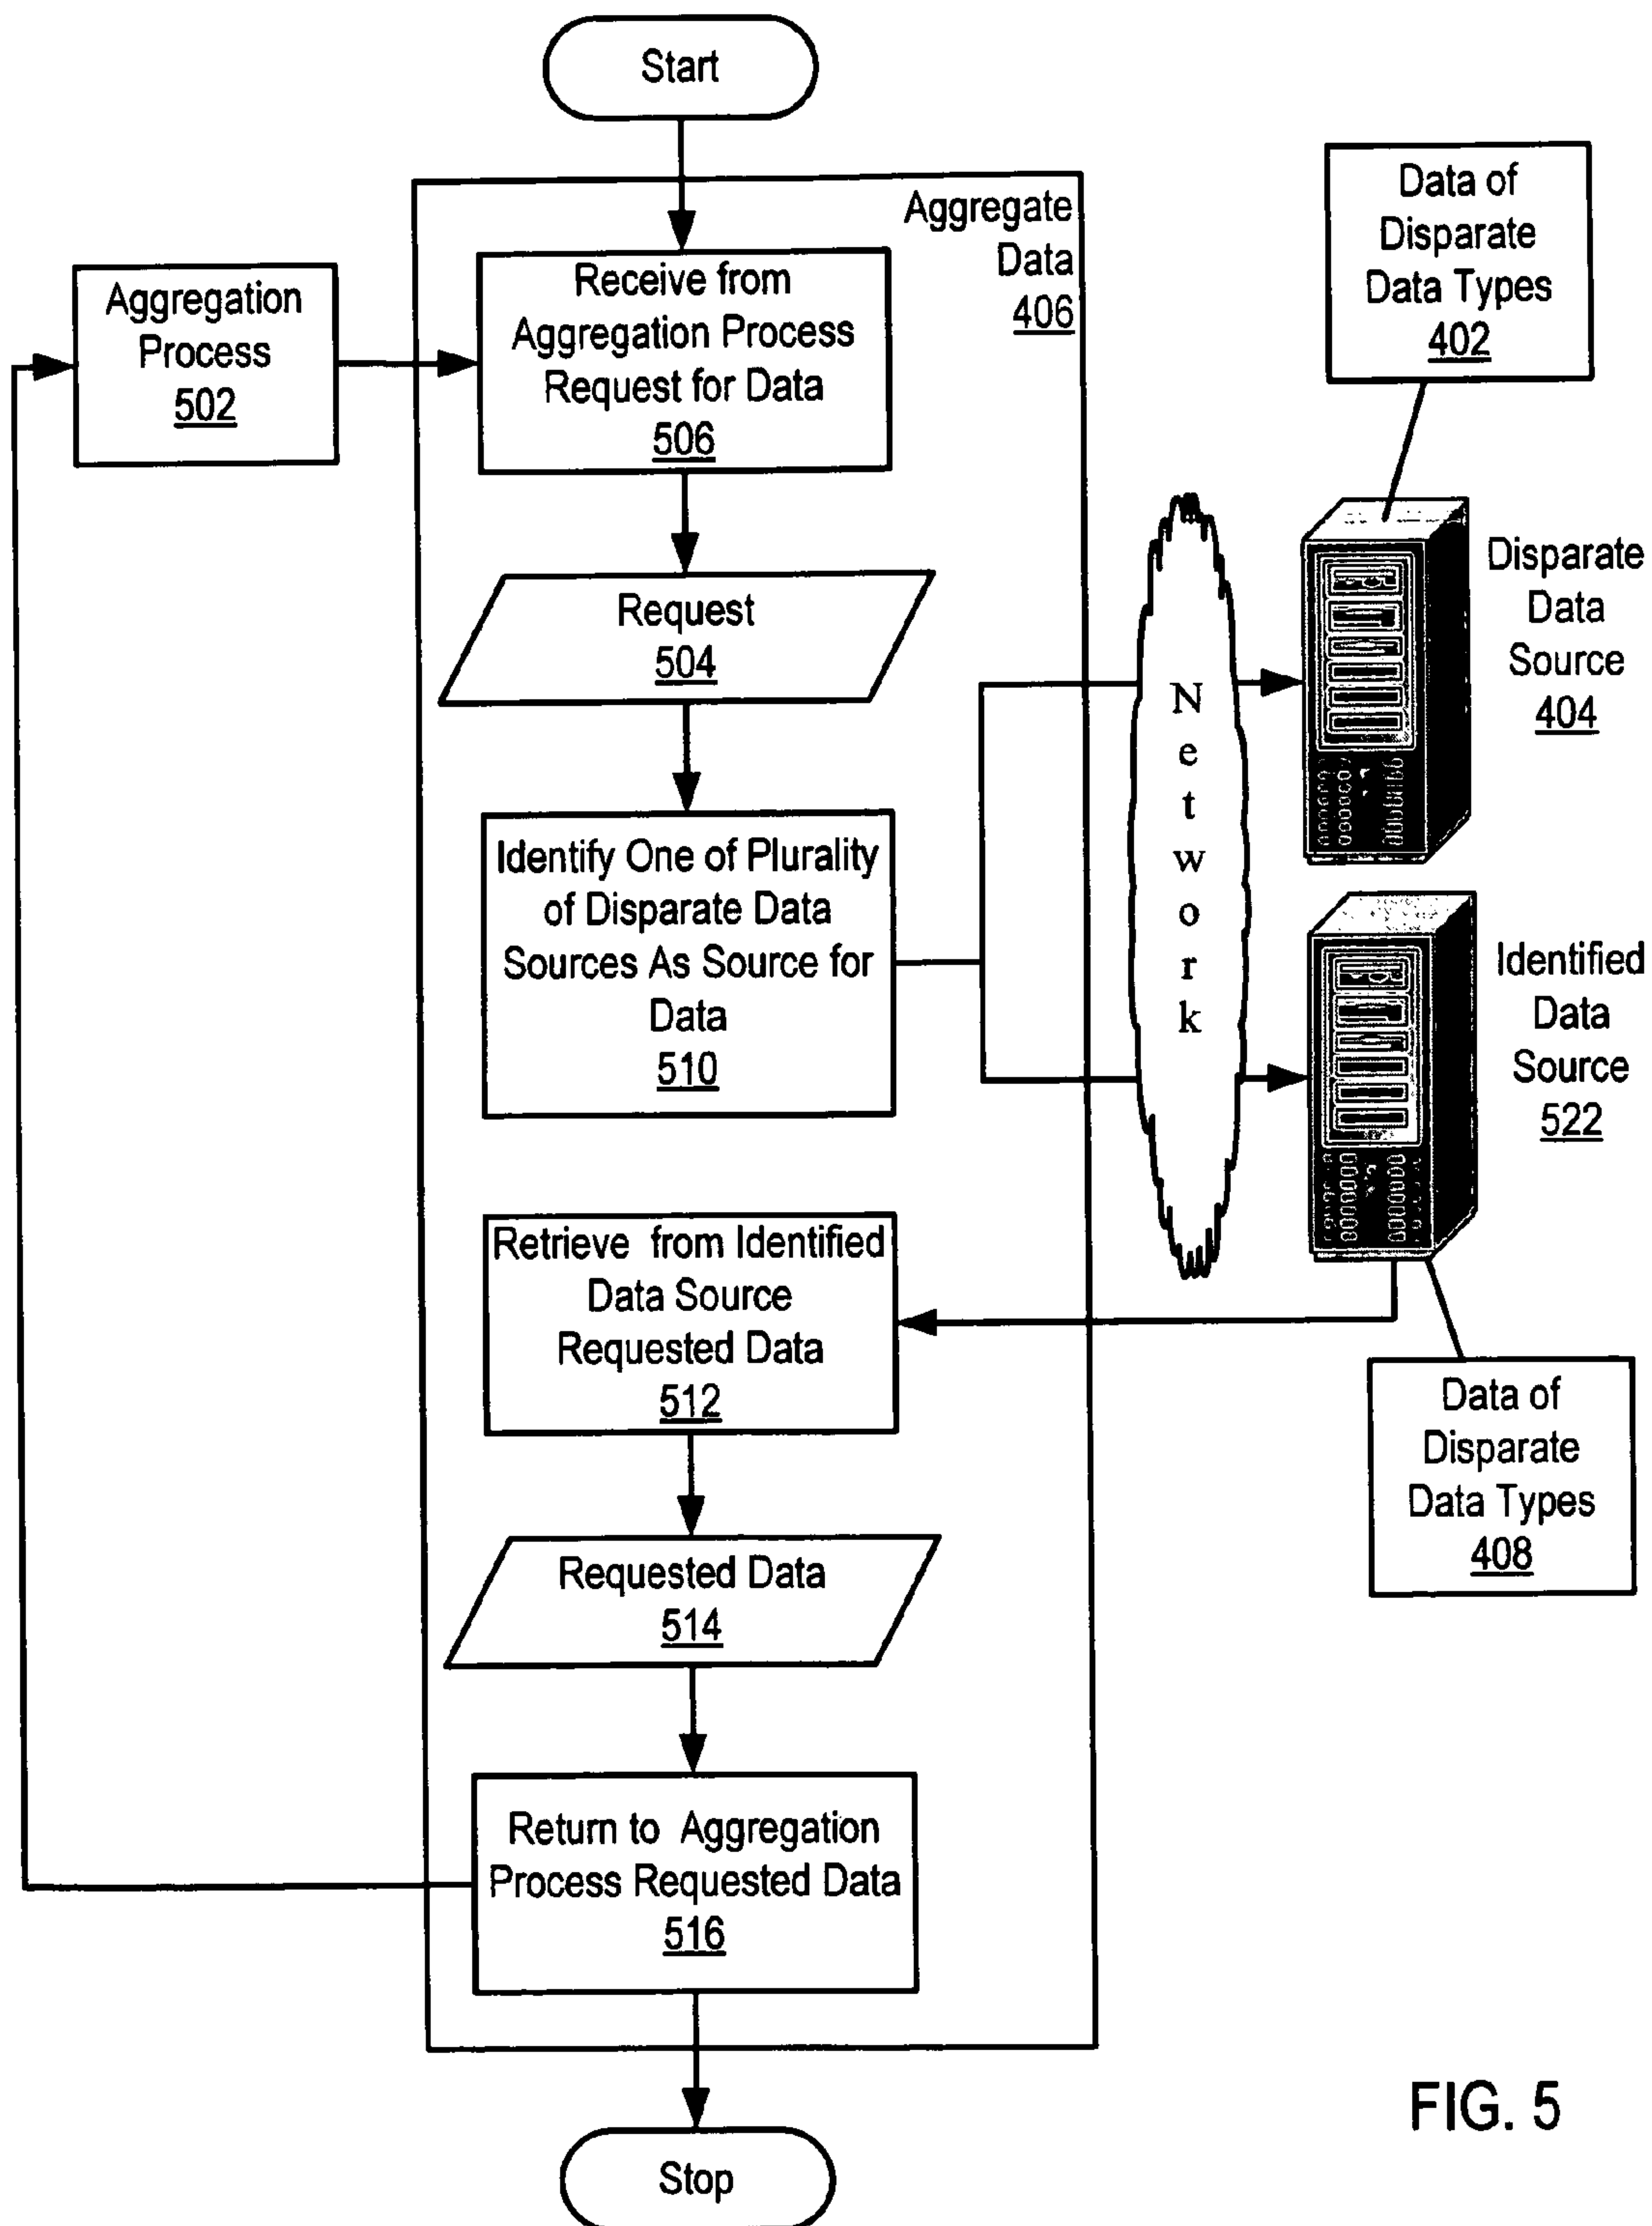 Start
Aggregate
Data
406
Aggregation
Process
502
Receive from
Aggregation Process
Request for Data
506
Data of
Disparate
Data Types
402
Request
504
Disparate
Data
Source
404
Network
Identify One of Plurality
of Disparate Data
Sources As Source for
Data
510
Identified
Data
Source
522
Retrieve from Identified
Data Source
Requested Data
512
Data of
Disparate
Data Types
408
Requested Data
514
Return to Aggregation
Process Requested Data
516
Stop
FIG. 5